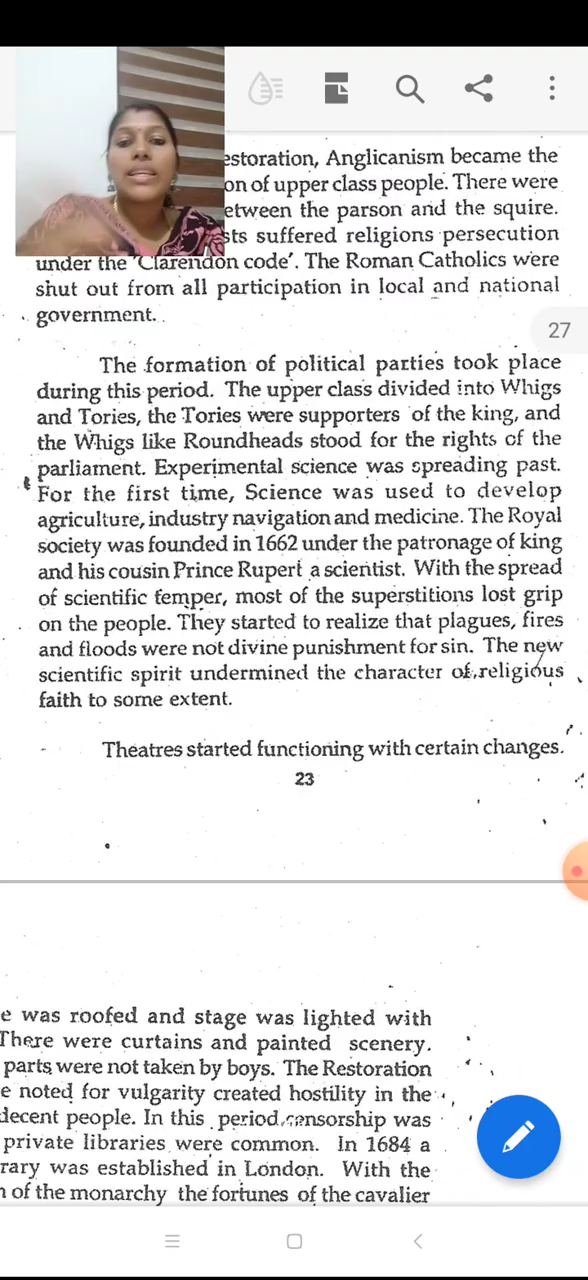 estoration, Anglicanism became the
on of upper class people. There were
etween the parson and the squire.
sts suffered religions persecution
under the 'Clarendon code'. The Roman Catholics were
shut out from all participation in local and national
government.
27
The formation of political parties took place
during this period. The upper class divided into Whigs
and Tories, the Tories were supporters of the king, and
the Whigs like Roundheads stood for the rights of the
parliament. Experimental science was spreading past.
For the first time, Science was used to develop
agriculture, industry navigation and medicine. The Royal
society was founded in 1662 under the patronage of king
and his cousin Prince Rupert a scientist. With the spread
of scientific temper, most of the superstitions lost grip
on the people. They started to realize that plagues, fires
and floods were not divine punishment for sin. The new
scientific spirit undermined the character of religious
faith to some extent.
Theatres started functioning with certain changes.
23
e was roofed and stage was lighted with
There were curtains and painted scenery.
parts were not taken by boys. The Restoration
e noted for vulgarity created hostility in the
decent people. In this period censorship was
private libraries were common. In 1684 a
rary was established in London. With the
n of the monarchy the fortunes of the cavalier